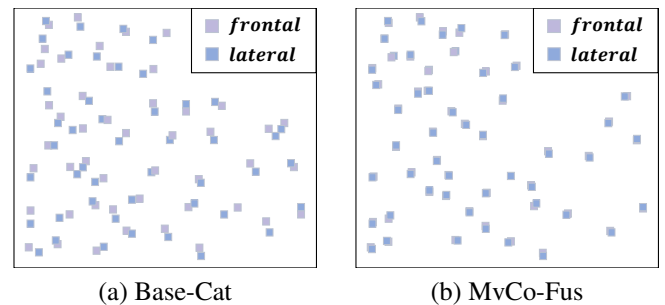 frontal
lateral
frontal
lateral
(a) Base-Cat
(b) MvCo-Fus